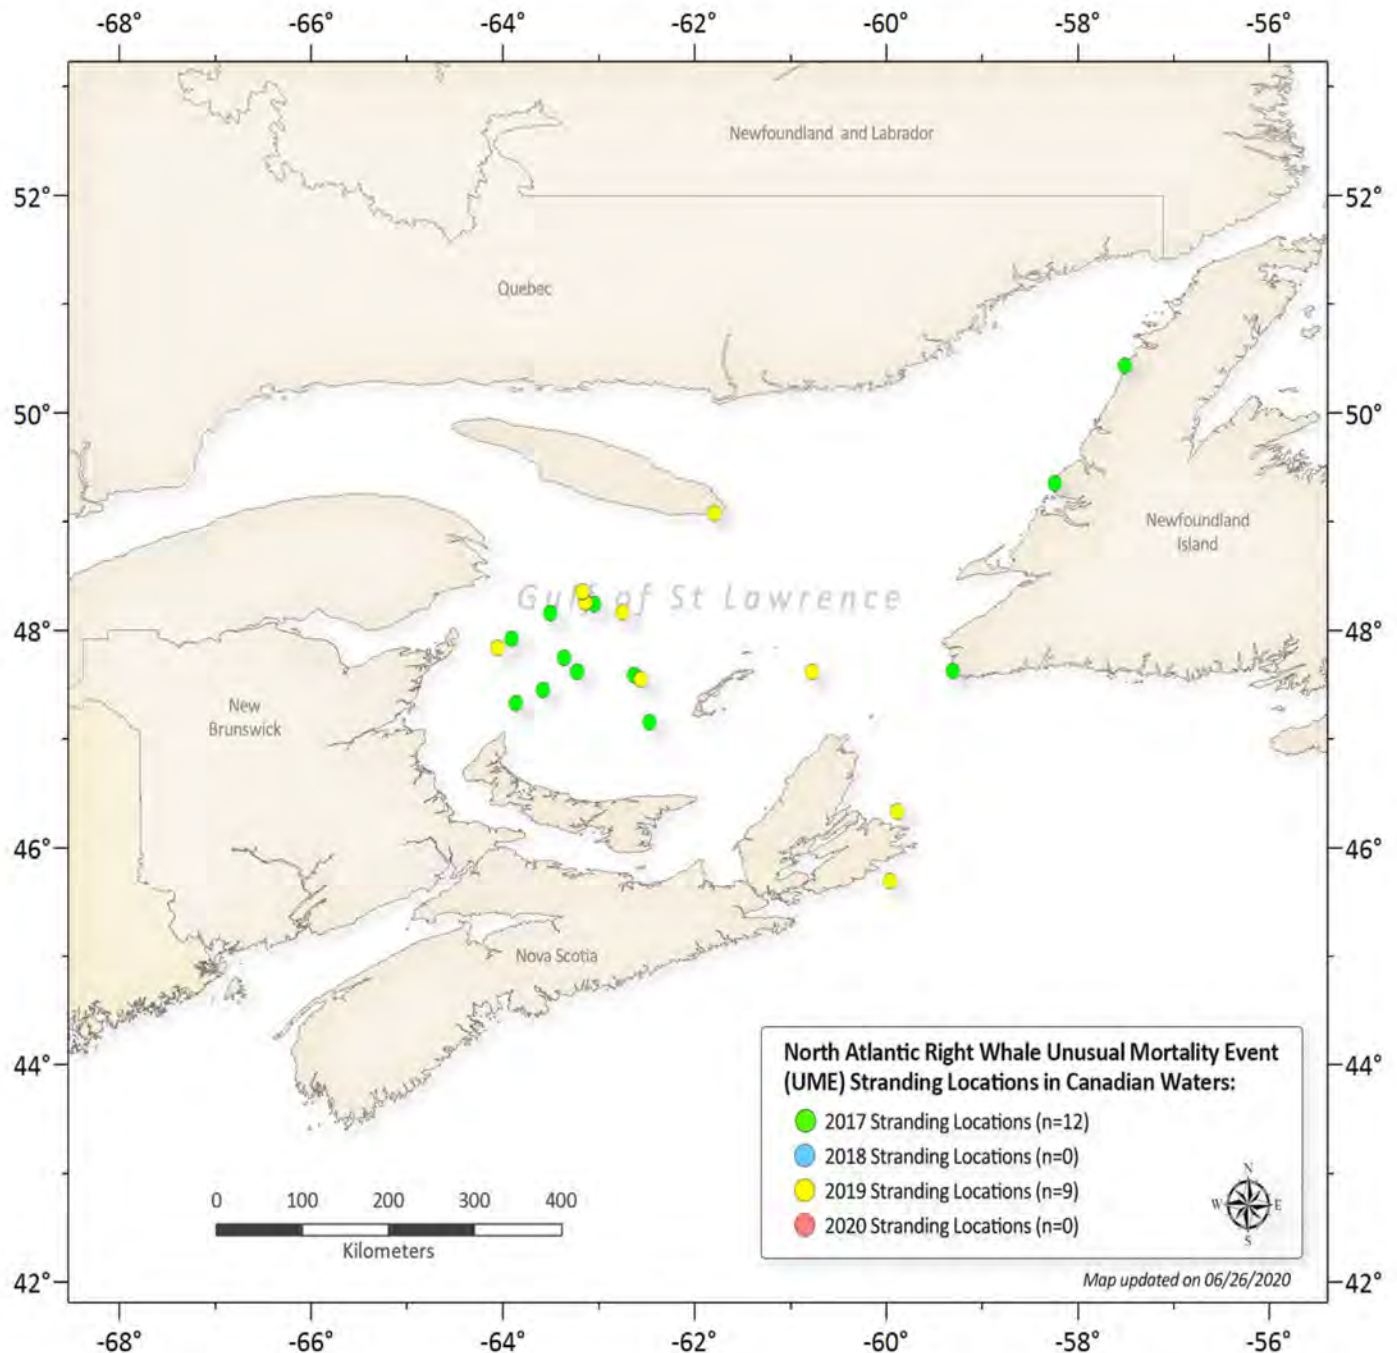 -68° -66° -64° -62° -60° -58° -56°
Newfoundland and Labrador
52° 52°
Quebec
50° 50°
Newfoundland
Island
Gulf of St Lawrence
48° 48°
New
Brunswick
46° 46°
Nova Scotia
44° 44°
North Atlantic Right Whale Unusual Mortality Event
(UME) Stranding Locations in Canadian Waters:
2017 Stranding Locations (n=12)
2018 Stranding Locations (n=0)
2019 Stranding Locations (n=9)
2020 Stranding Locations (n=0)
N
W E
S
0 100 200 300 400
Kilometers
Map updated on 06/26/2020
42° 42°
-68° -66° -64° -62° -60° -58° -56°